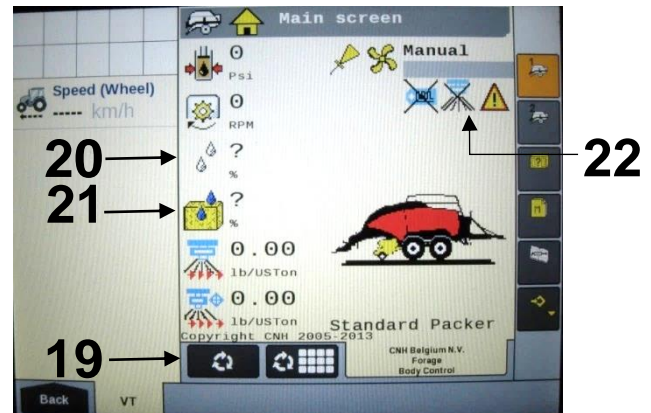 Main screen
0
Psi
Manual
Speed (Wheel)
----- km/h
0
RPM
20
?
%
22
21
?
%
0.00
lb/USTon
0.00
lb/USTon
Standard Packer
Copyright CNH 2005-2013
19
CNH Belgium N.V.
Forage
Body Control
Back
VT